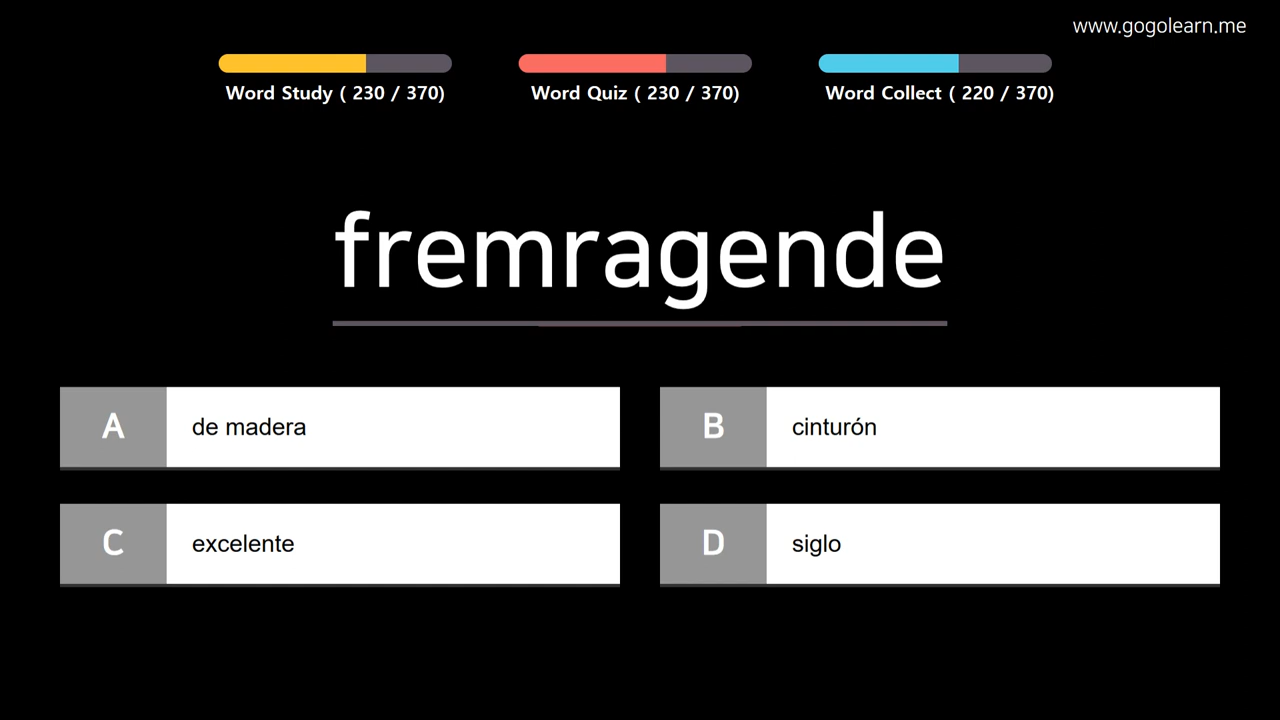 www.gogolearn.me
Word Study ( 230 / 370)
Word Quiz ( 230 / 370)
Word Collect ( 220 / 370)
fremragende
A de madera
B cinturón
C excelente
D siglo